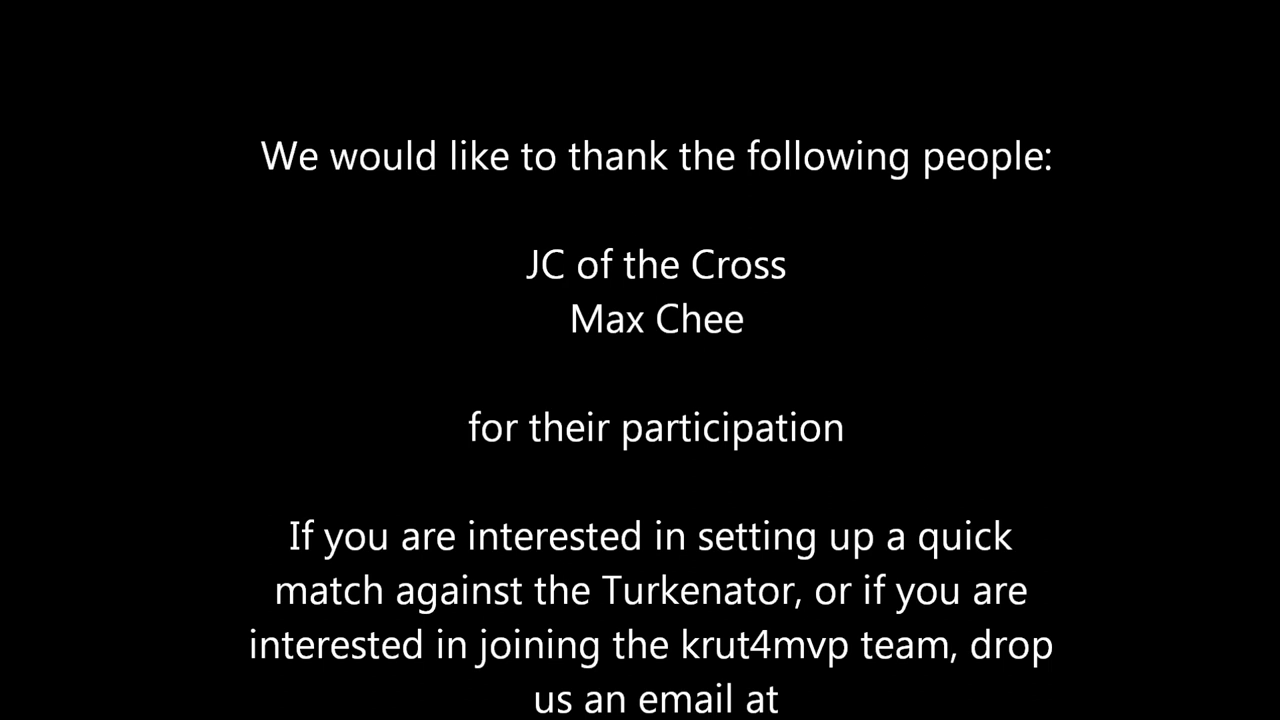 We would like to thank the following people:
JC of the Cross
Max Chee
for their participation
If you are interested in setting up a quick
match against the Turkenator, or if you are
interested in joining the krut4mvp team, drop
us an email at